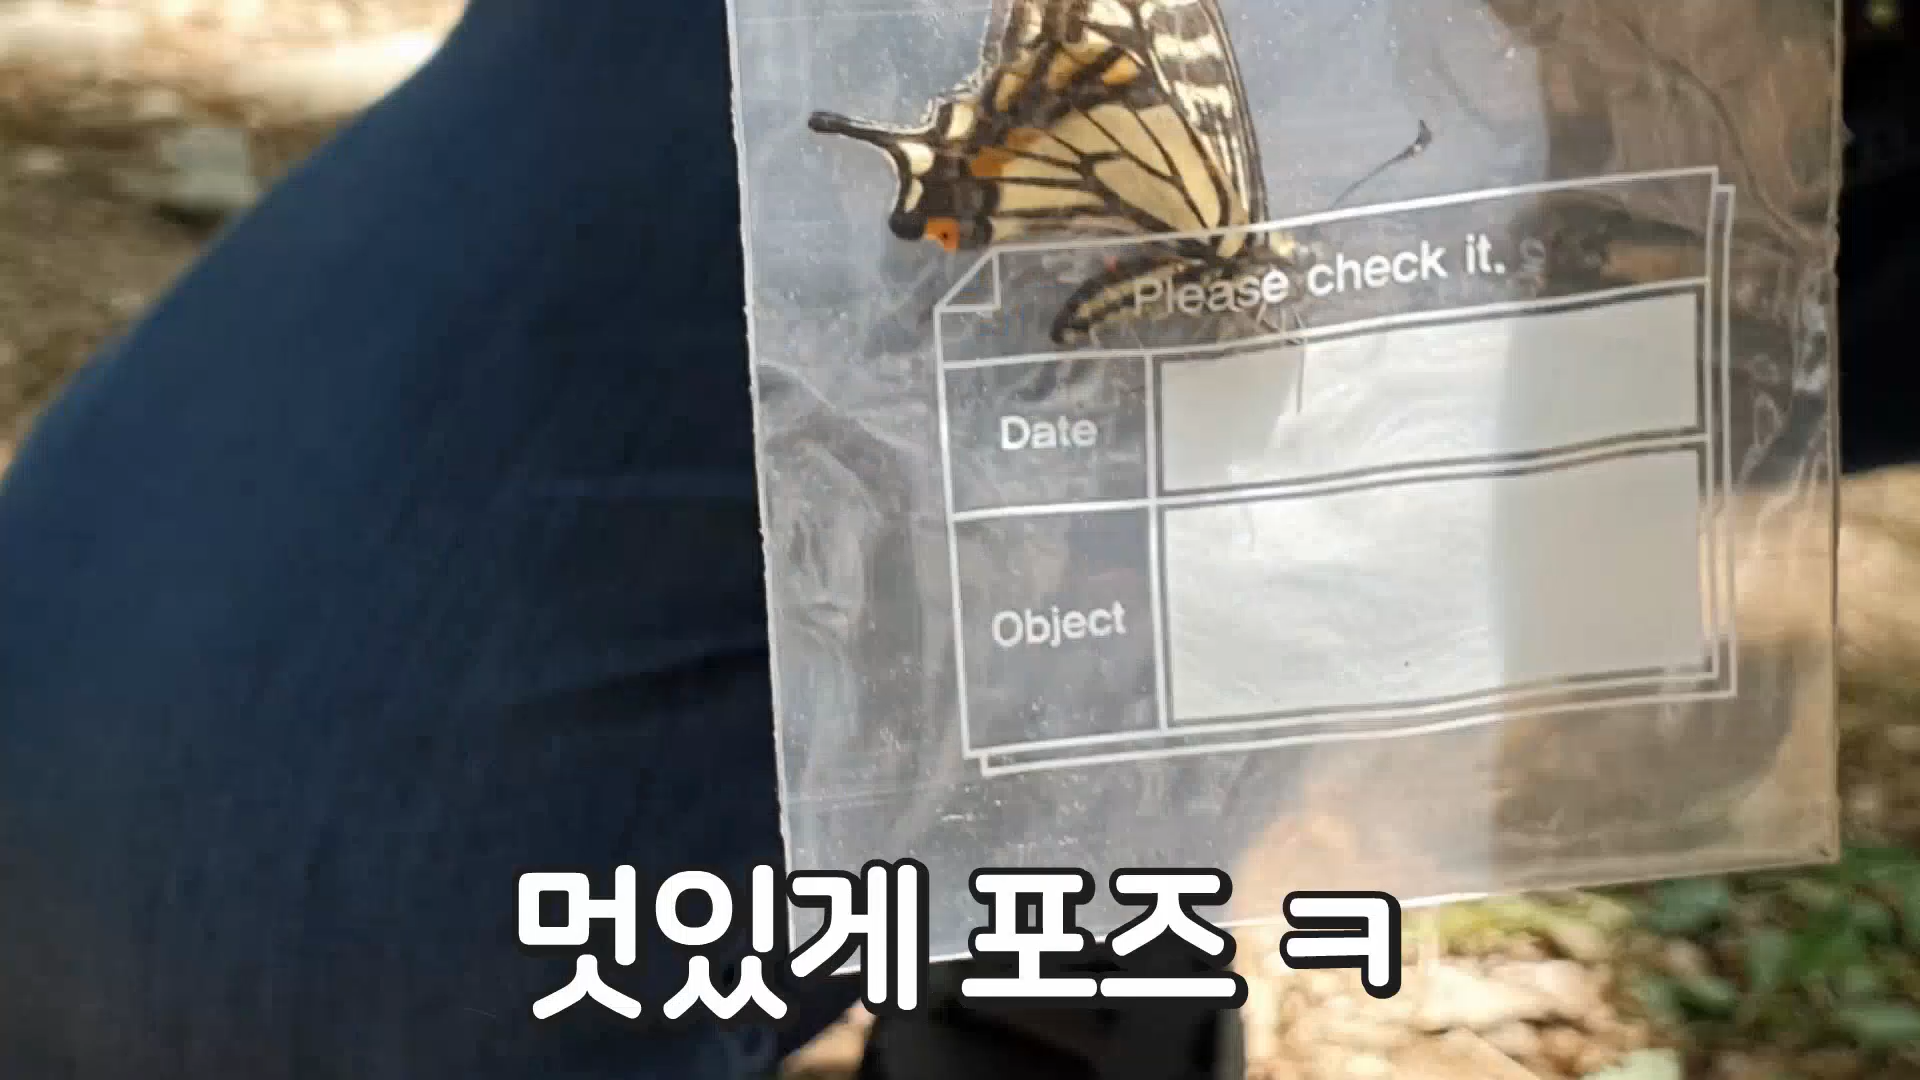 Please check it.
Date
Object
멋있게 포즈 ㅋ